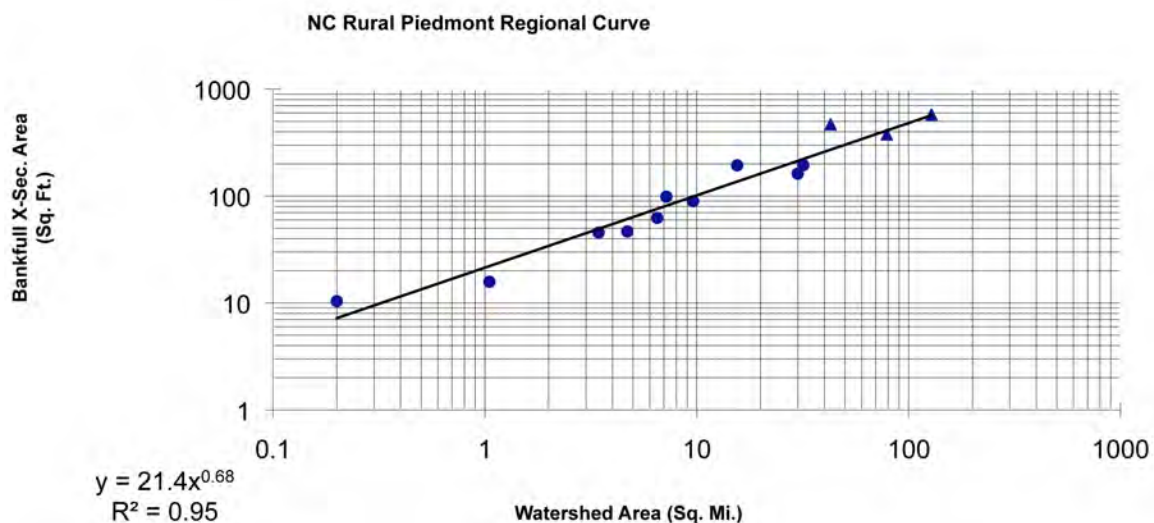 NC Rural Piedmont Regional Curve
Bankfull X-Sec. Area
(Sq. Ft.)
1000
100
10
1
0.1 1 10 100 1000
y = 21.4x^0.68
R² = 0.95
Watershed Area (Sq. Mi.)